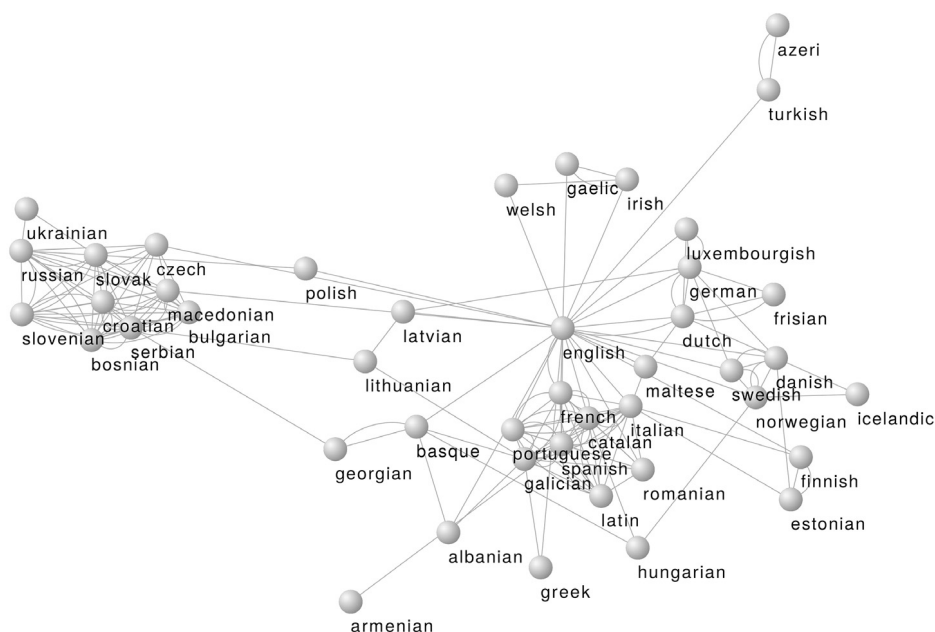 azeri
turkish
gaelic
irish
welsh
ukrainian
luxembourgish
russian
slovak
czech
polish
german
frisian
slovenian
croatian
macedonian
bulgarian
serbian
bosnian
latvian
english
dutch
lithuanian
maltese
danish
swedish
norwegian
icelandic
french
italian
catalan
basque
portuguese
georgian
spanish
galician
romanian
finnish
latin
estonian
albanian
hungarian
greek
armenian